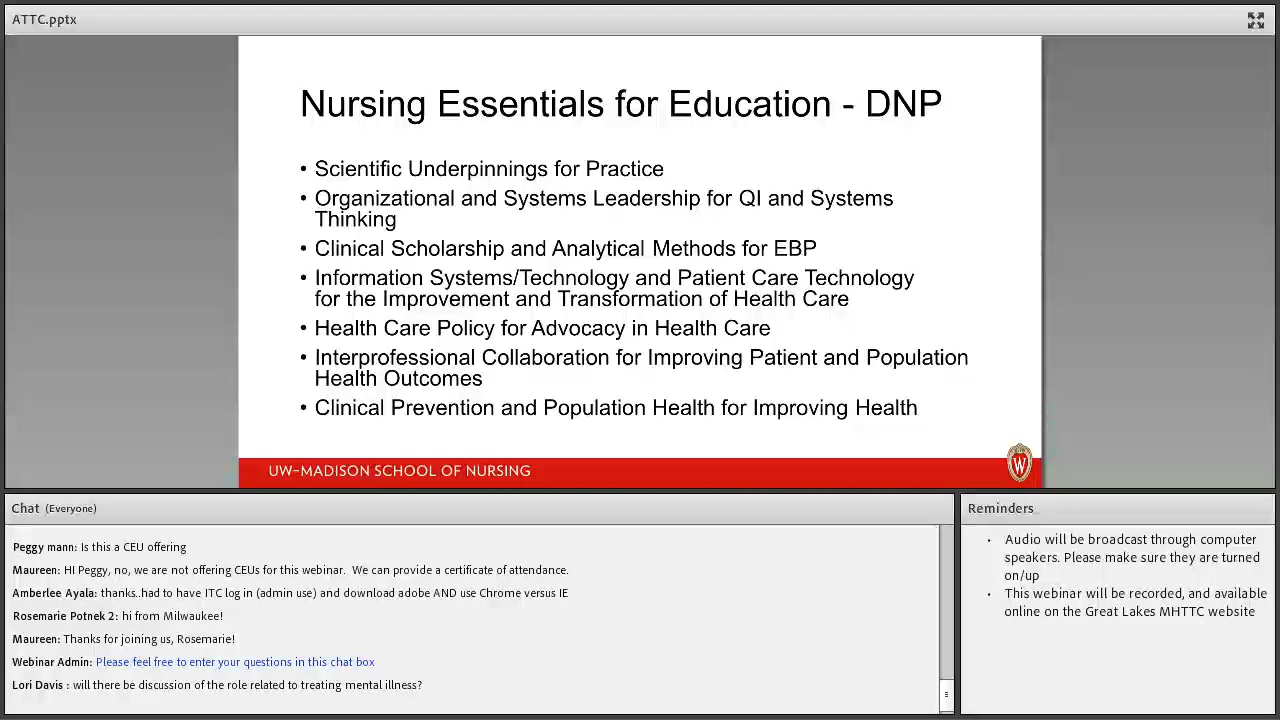 ATTC.pptx
Nursing Essentials for Education - DNP
• Scientific Underpinnings for Practice
• Organizational and Systems Leadership for QI and Systems
Thinking
• Clinical Scholarship and Analytical Methods for EBP
• Information Systems/Technology and Patient Care Technology
for the Improvement and Transformation of Health Care
• Health Care Policy for Advocacy in Health Care
• Interprofessional Collaboration for Improving Patient and Population
Health Outcomes
• Clinical Prevention and Population Health for Improving Health
UW-MADISON SCHOOL OF NURSING
W
Chat (Everyone)
Peggy mann: Is this a CEU offering
Maureen: HI Peggy, no, we are not offering CEUs for this webinar. We can provide a certificate of attendance.
Amberlee Ayala: thanks..had to have ITC log in (admin use) and download adobe AND use Chrome versus IE
Rosemarie Potnek 2: hi from Milwaukee!
Maureen: Thanks for joining us, Rosemarie!
Webinar Admin: Please feel free to enter your questions in this chat box
Lori Davis : will there be discussion of the role related to treating mental illness?
Reminders
• Audio will be broadcast through computer
speakers. Please make sure they are turned
on/up
• This webinar will be recorded, and available
online on the Great Lakes MHTTC website